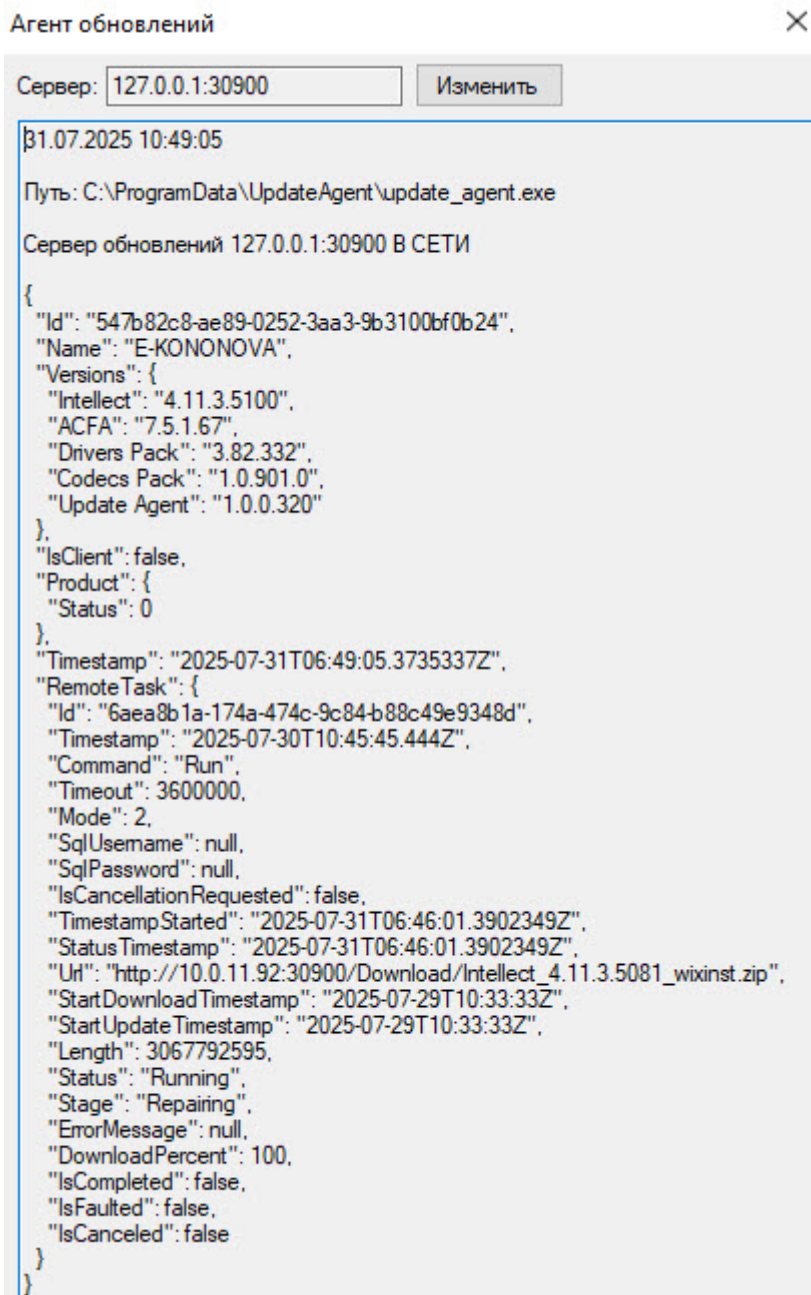 Агент обновлений
Сервер: 127.0.0.1:30900 Изменить
31.07.2025 10:49:05
Путь: C:\ProgramData\UpdateAgent\update_agent.exe
Сервер обновлений 127.0.0.1:30900 В СЕТИ
{
"Id": "547b82c8-ae89-0252-3aa3-9b3100bf0b24",
"Name": "E-KONONOVA",
"Versions": {
"Intellect": "4.11.3.5100",
"ACFA": "7.5.1.67",
"Drivers Pack": "3.82.332",
"Codecs Pack": "1.0.901.0",
"Update Agent": "1.0.0.320"
},
"IsClient": false,
"Product": {
"Status": 0
},
"Timestamp": "2025-07-31T06:49:05.3735337Z",
"RemoteTask": {
"Id": "6aea8b1a-174a-474c-9c84-b88c49e9348d",
"Timestamp": "2025-07-30T10:45:45.444Z",
"Command": "Run",
"Timeout": 3600000,
"Mode": 2,
"SqlUsername": null,
"SqlPassword": null,
"IsCancellationRequested": false,
"TimestampStarted": "2025-07-31T06:46:01.3902349Z",
"StatusTimestamp": "2025-07-31T06:46:01.3902349Z",
"Url": "http://10.0.11.92:30900/Download/Intellect_4.11.3.5081_wixinst.zip",
"StartDownloadTimestamp": "2025-07-29T10:33:33Z",
"StartUpdateTimestamp": "2025-07-29T10:33:33Z",
"Length": 3067792595,
"Status": "Running",
"Stage": "Repairing",
"ErrorMessage": null,
"DownloadPercent": 100,
"IsCompleted": false,
"IsFaulted": false,
"IsCanceled": false
}
}